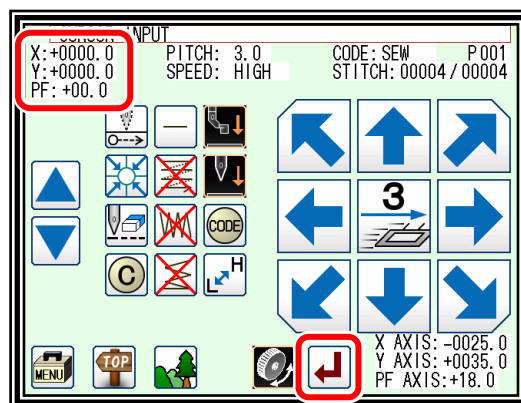 INPUT
X:+0000.0 PITCH: 3.0 CODE:SEW P001
Y:+0000.0 SPEED: HIGH STITCH:00004/00004
PF: +00.0
3
CODE
C
L H
X AXIS: -0025.0
Y AXIS: +0035.0
PF AXIS:+18.0
MENU
TOP